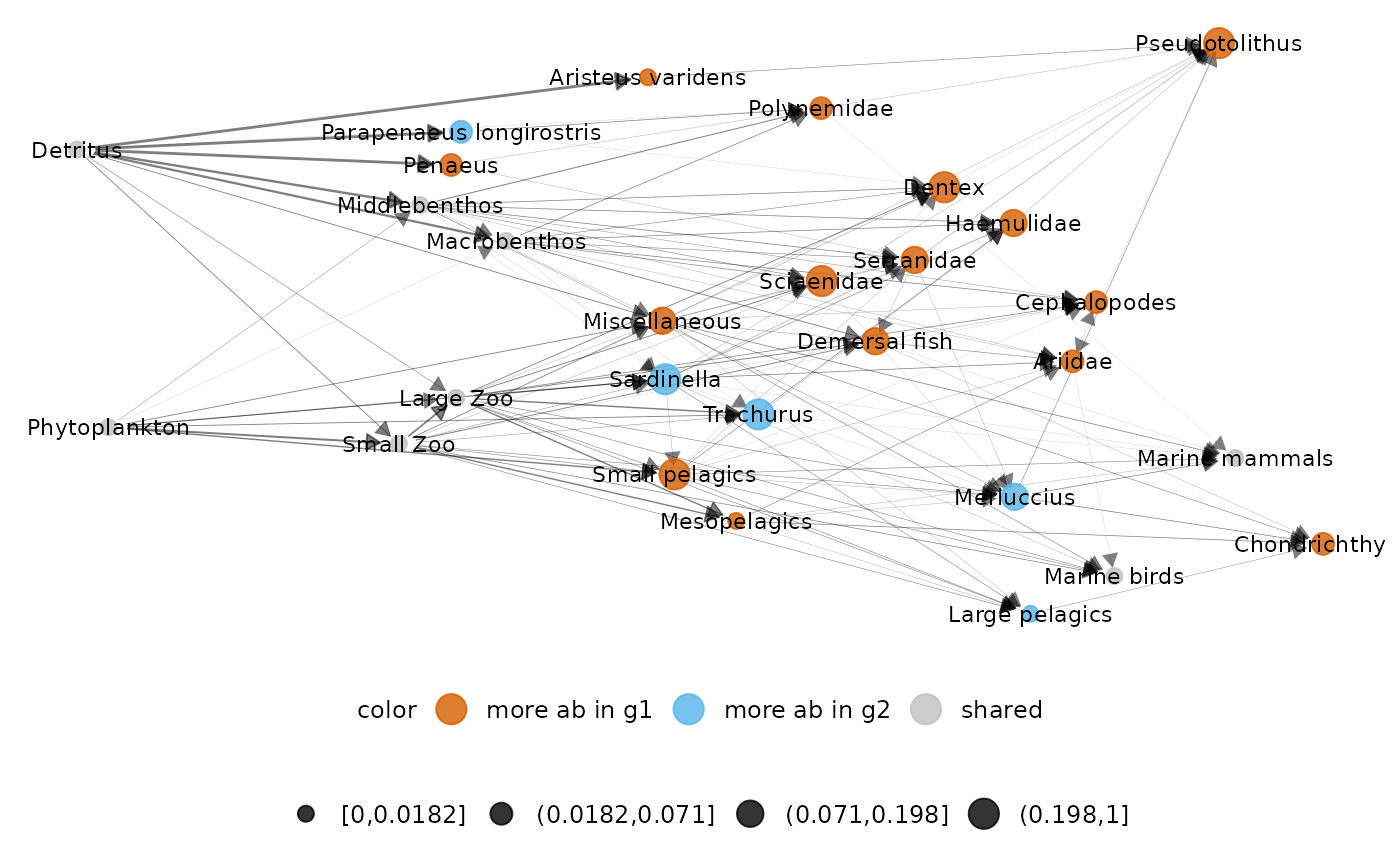 Pseudotolithus
Aristeus varidens
Polynemidae
Parapenaeus longirostris
Detritus
Penaeus
Dentex
Middlebenthos
Haemulidae
Macrobenthos
Serranidae
Sciaenidae
Cephalopodes
Miscellaneous
Demersal fish
Ariidae
Sardinella
Large Zoo
Trachurus
Phytoplankton
Small Zoo
Marine mammals
Small pelagics
Merluccius
Mesopelagics
Chondrichthy
Marine birds
Large pelagics
color more ab in g1 more ab in g2 shared
[0,0.0182] (0.0182,0.071] (0.071,0.198] (0.198,1]